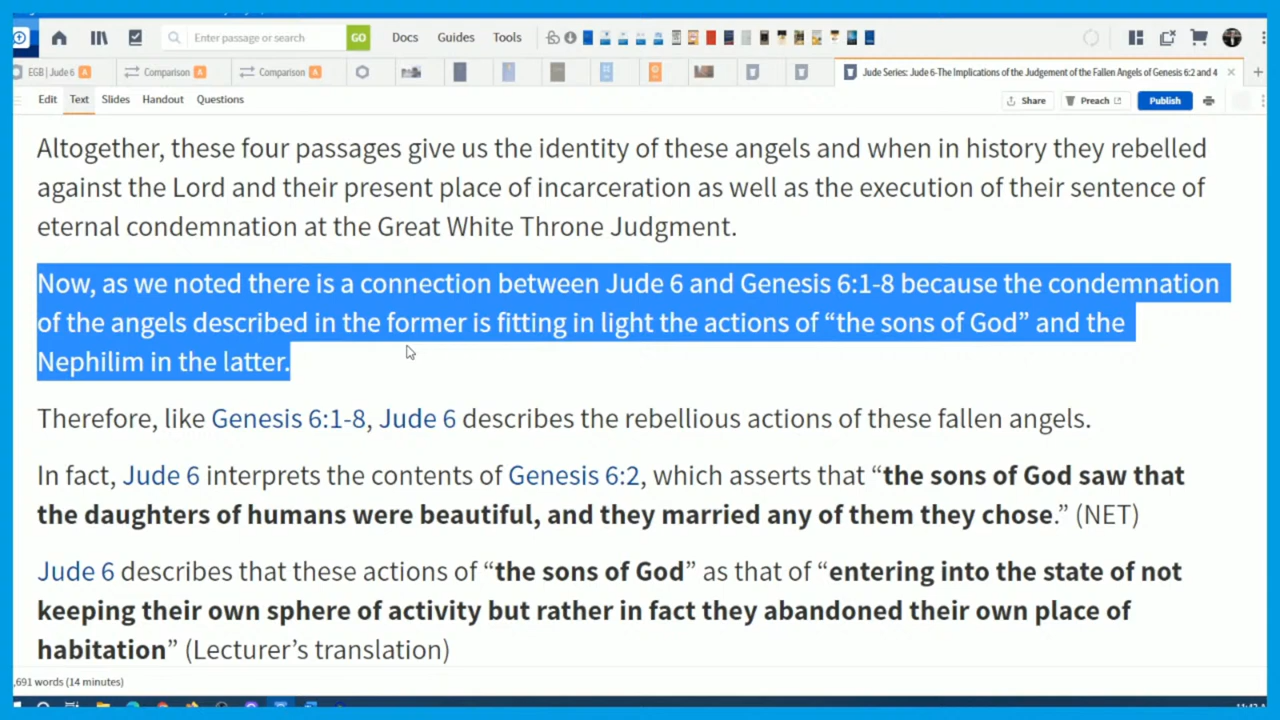 Enter passage or search
GO
Docs
Guides
Tools
EGB | Jude 6 A
Comparison A
Comparison A
Jude Series: Jude 6-The Implications of the Judgement of the Fallen Angels of Genesis 6:2 and 4
Edit
Text
Slides
Handout
Questions
Share
Preach
Publish
Altogether, these four passages give us the identity of these angels and when in history they rebelled
against the Lord and their present place of incarceration as well as the execution of their sentence of
eternal condemnation at the Great White Throne Judgment.
Now, as we noted there is a connection between Jude 6 and Genesis 6:1-8 because the condemnation
of the angels described in the former is fitting in light the actions of “the sons of God” and the
Nephilim in the latter.
Therefore, like Genesis 6:1-8, Jude 6 describes the rebellious actions of these fallen angels.
In fact, Jude 6 interprets the contents of Genesis 6:2, which asserts that “the sons of God saw that
the daughters of humans were beautiful, and they married any of them they chose.” (NET)
Jude 6 describes that these actions of “the sons of God” as that of “entering into the state of not
keeping their own sphere of activity but rather in fact they abandoned their own place of
habitation” (Lecturer’s translation)
,691 words (14 minutes)